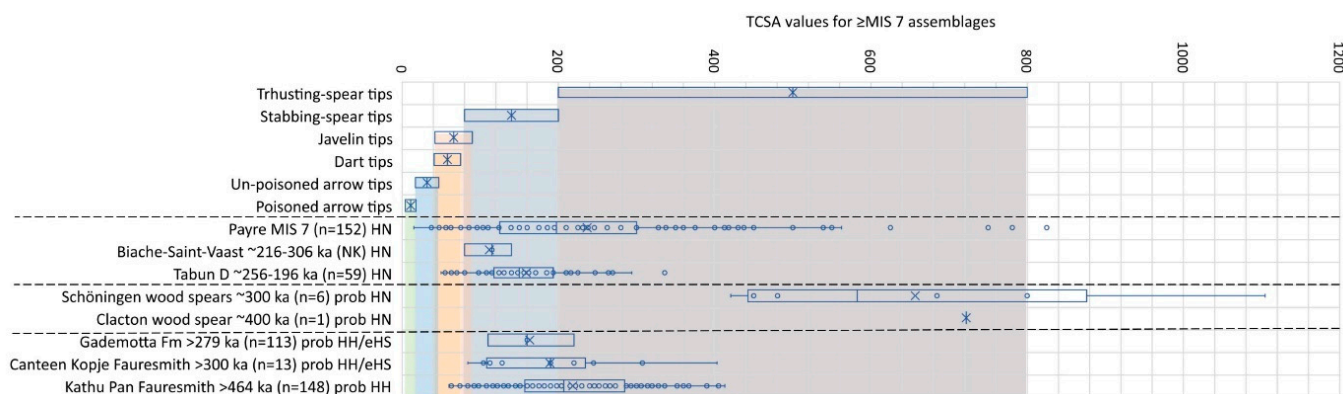 TCSA values for ≥MIS 7 assemblages
0 200 400 600 800 1000 1200
Trhusting-spear tips
Stabbing-spear tips
Javelin tips
Dart tips
Un-poisoned arrow tips
Poisoned arrow tips
Payre MIS 7 (n=152) HN
Biache-Saint-Vaast ~216-306 ka (NK) HN
Tabun D ~256-196 ka (n=59) HN
Schöningen wood spears ~300 ka (n=6) prob HN
Clacton wood spear ~400 ka (n=1) prob HN
Gademotta Fm >279 ka (n=113) prob HH/eHS
Canteen Kopje Fauresmith >300 ka (n=13) prob HH/eHS
Kathu Pan Fauresmith >464 ka (n=148) prob HH